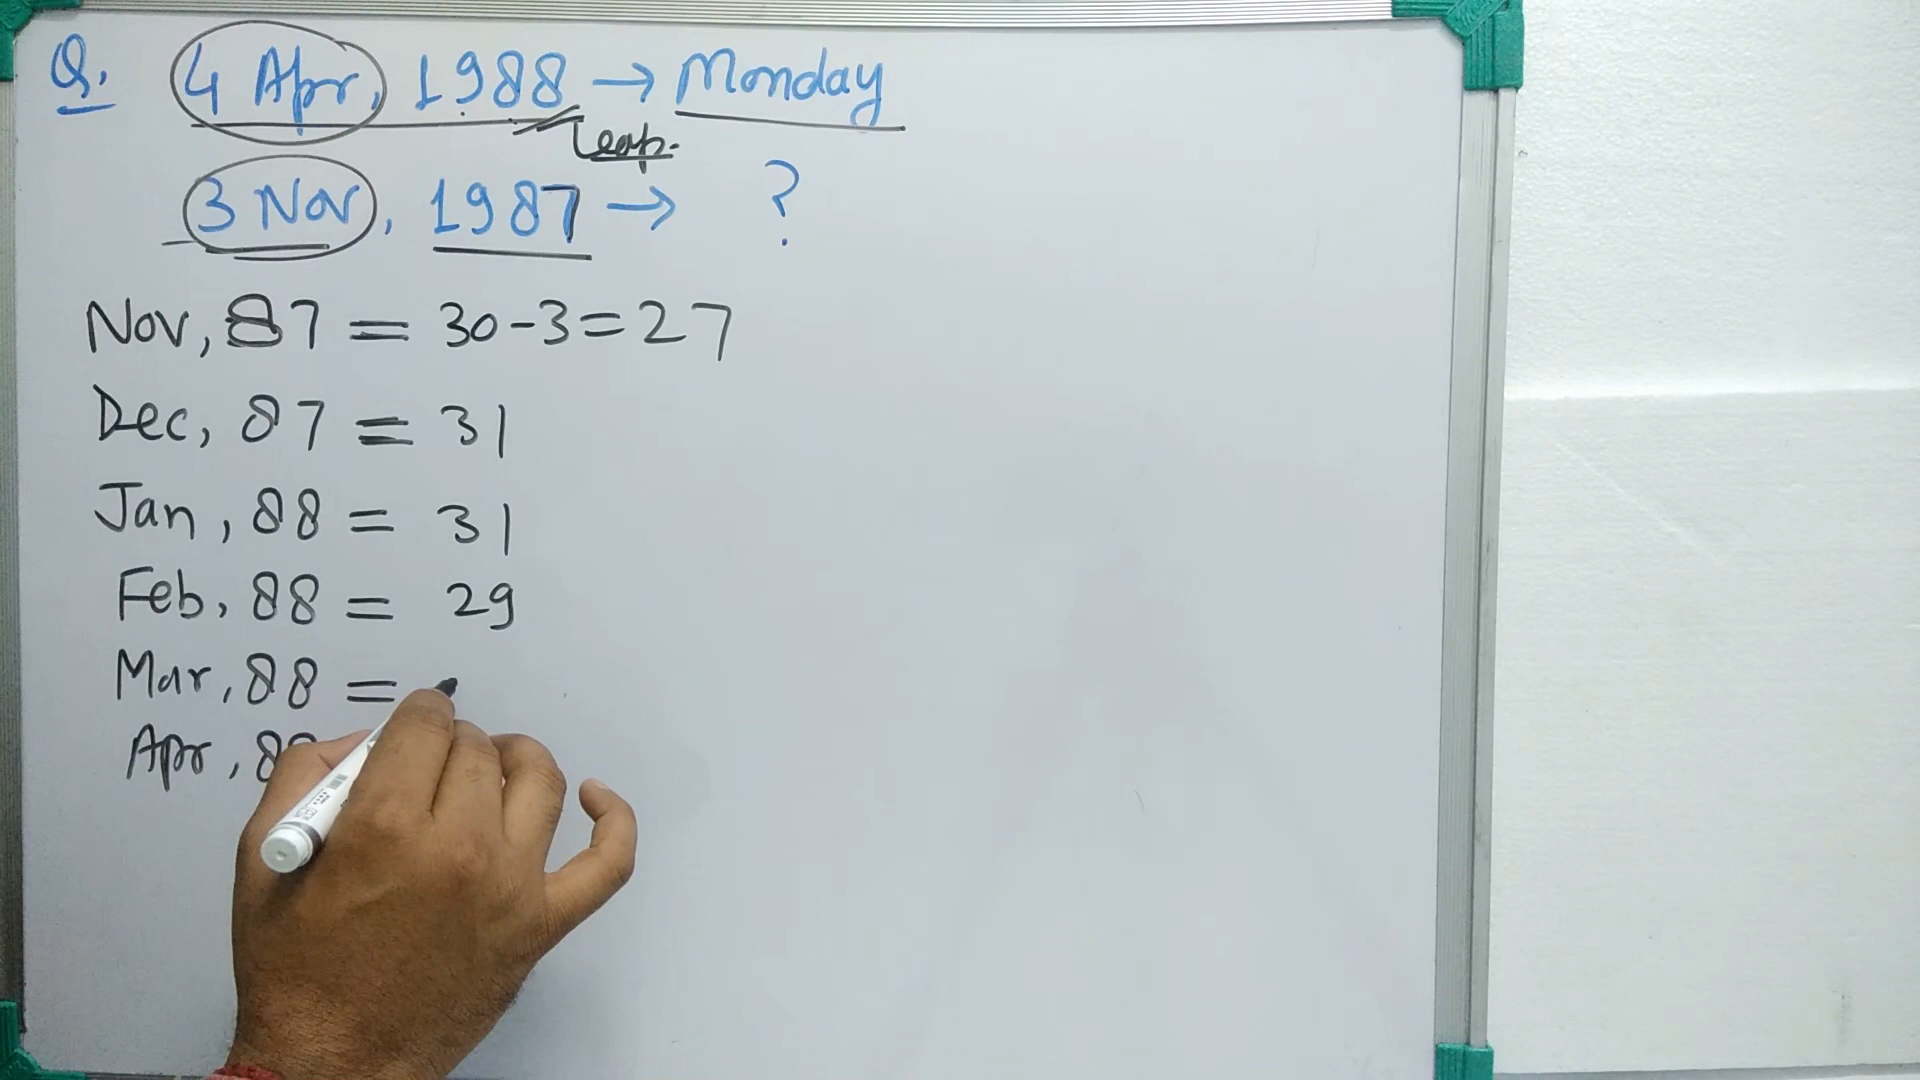 Q. 4 Apr, 1988 → Monday
Leap.
3 Nov, 1987 → ?
Nov, 87 = 30-3=27
Dec, 87 = 31
Jan, 88 = 31
Feb, 88 = 29
Mar, 88 =
Apr, 88